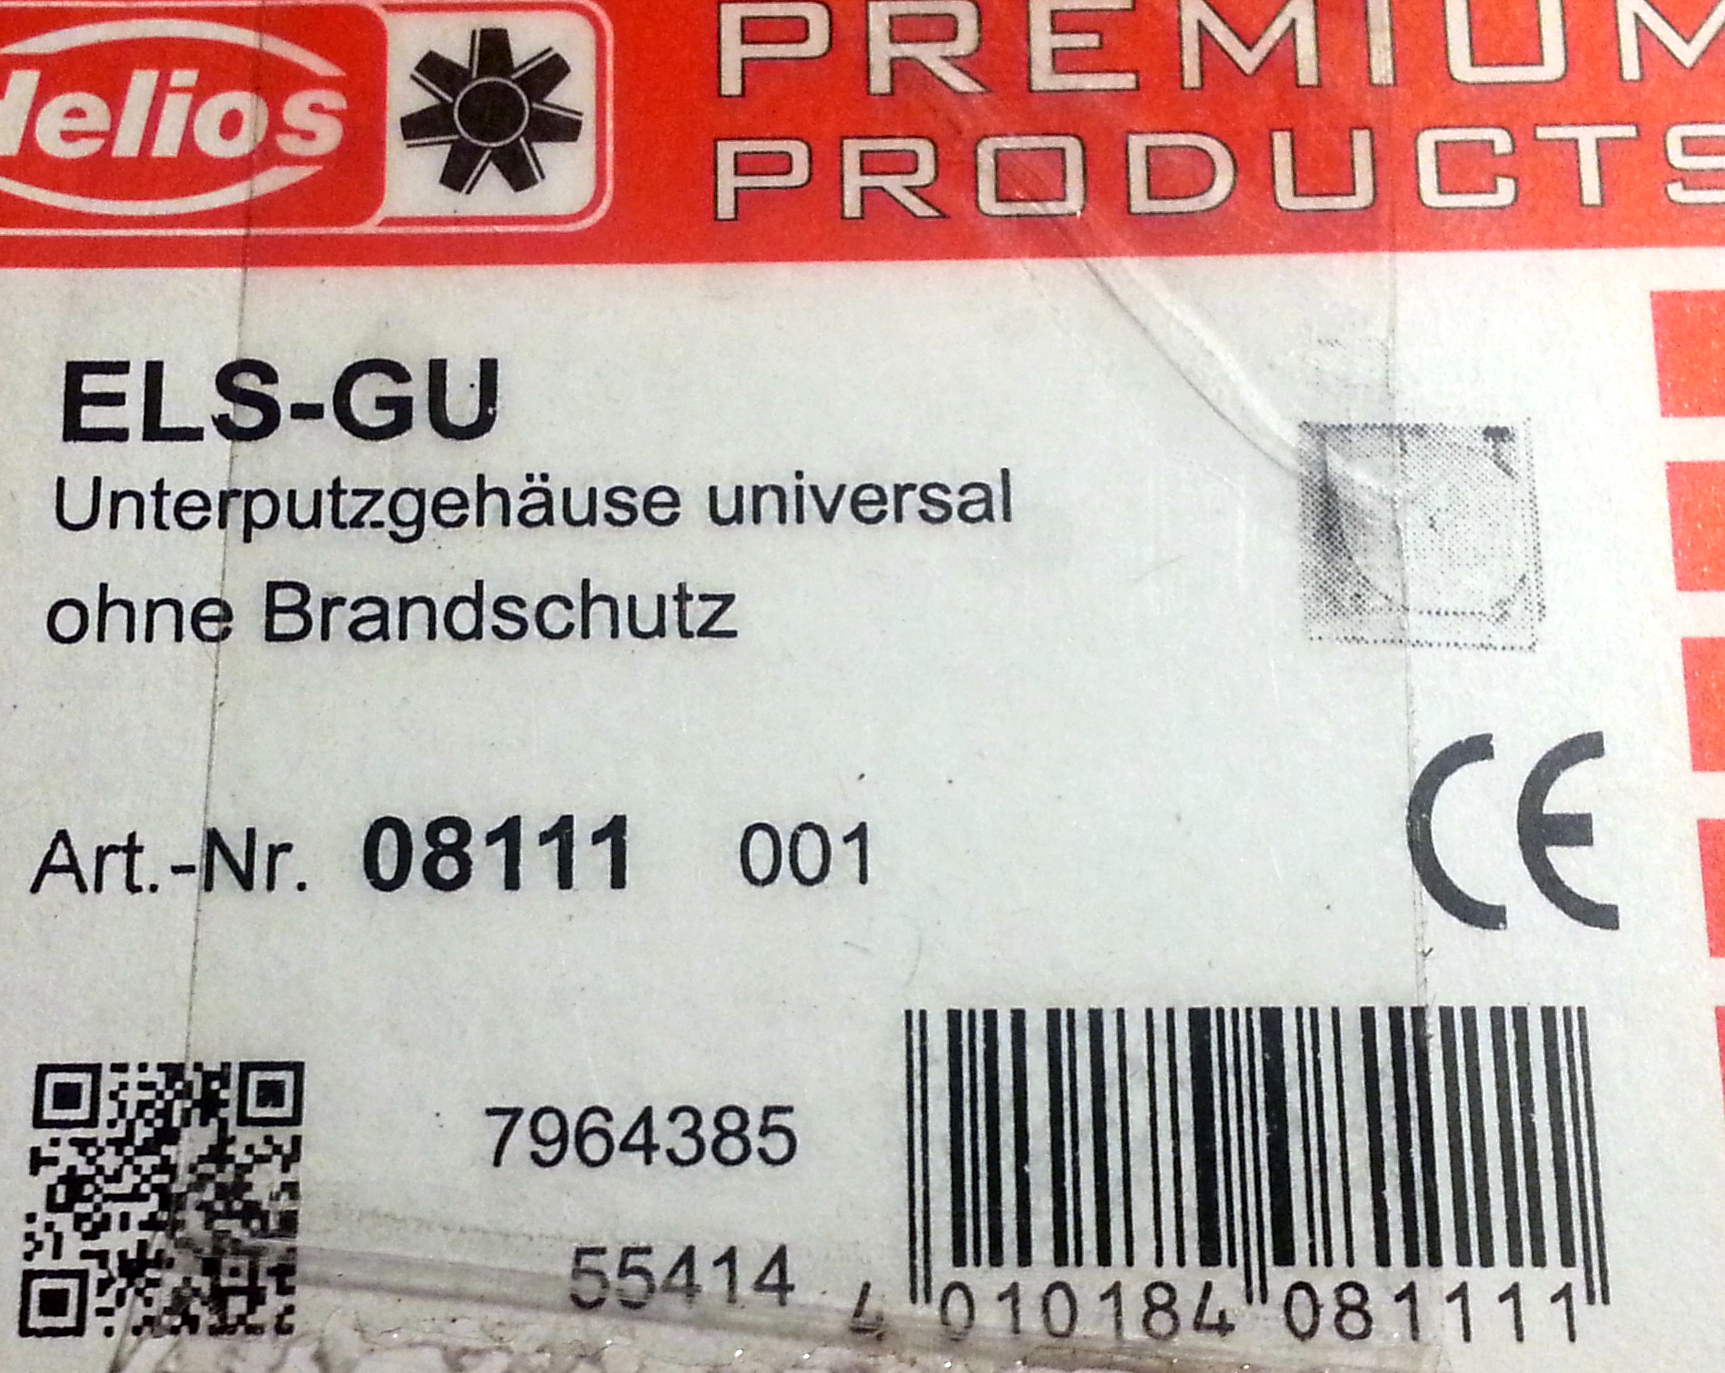 Helios
PREMIUM
PRODUCTS
ELS-GU
Unterputzgehäuse universal
ohne Brandschutz
Art.-Nr. 08111 001
CE
7964385
55414
4 010184 081111